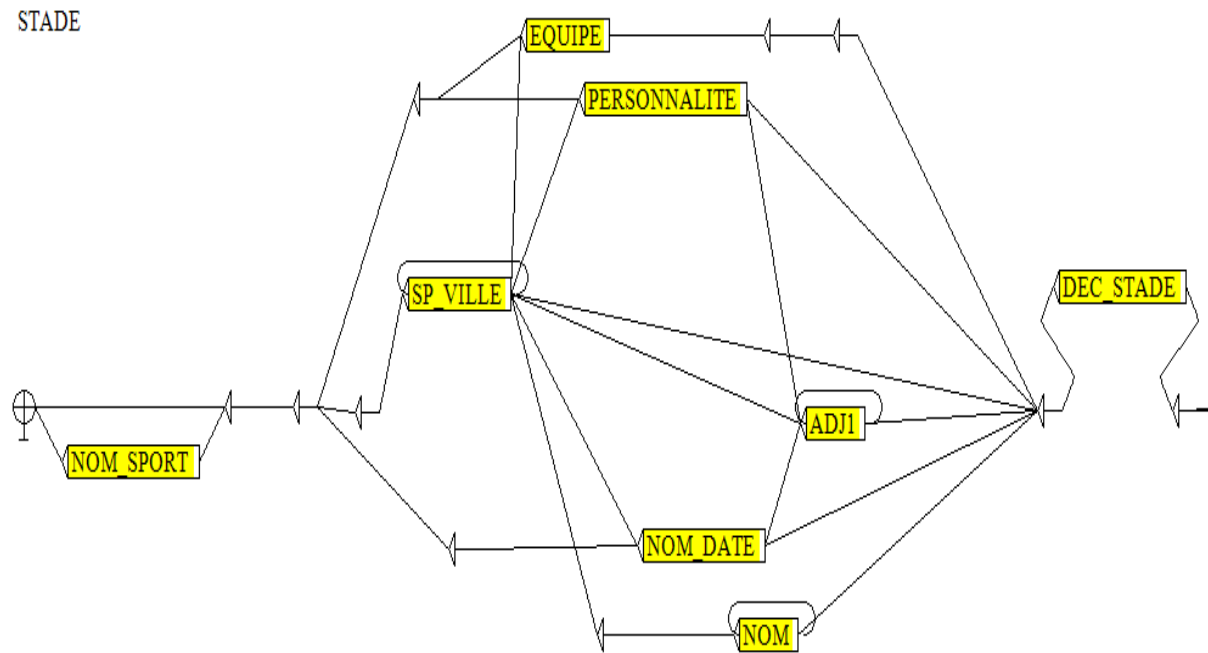 STADE
EQUIPE
PERSONNALITE
SP_VILLE
DEC_STADE
ADJ1
NOM_SPORT
NOM_DATE
NOM